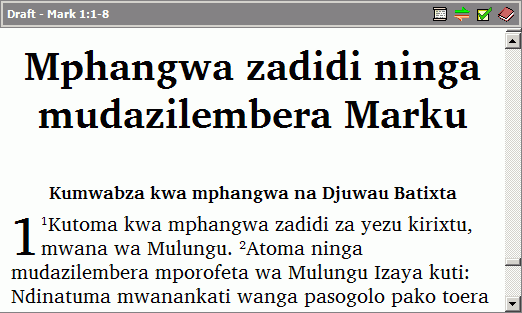 Draft - Mark 1:1-8
Mphangwa zadidi ninga
mudazilembera Marku
Kumwabza kwa mphangwa na Djuwau Batixta
1 ¹Kutoma kwa mphangwa zadidi za yezu kirixtu,
mwana wa Mulungu. ²Atoma ninga
mudazilembera mporofeta wa Mulungu Izaya kuti:
Ndinatuma mwanankati wanga pasogolo pako toera